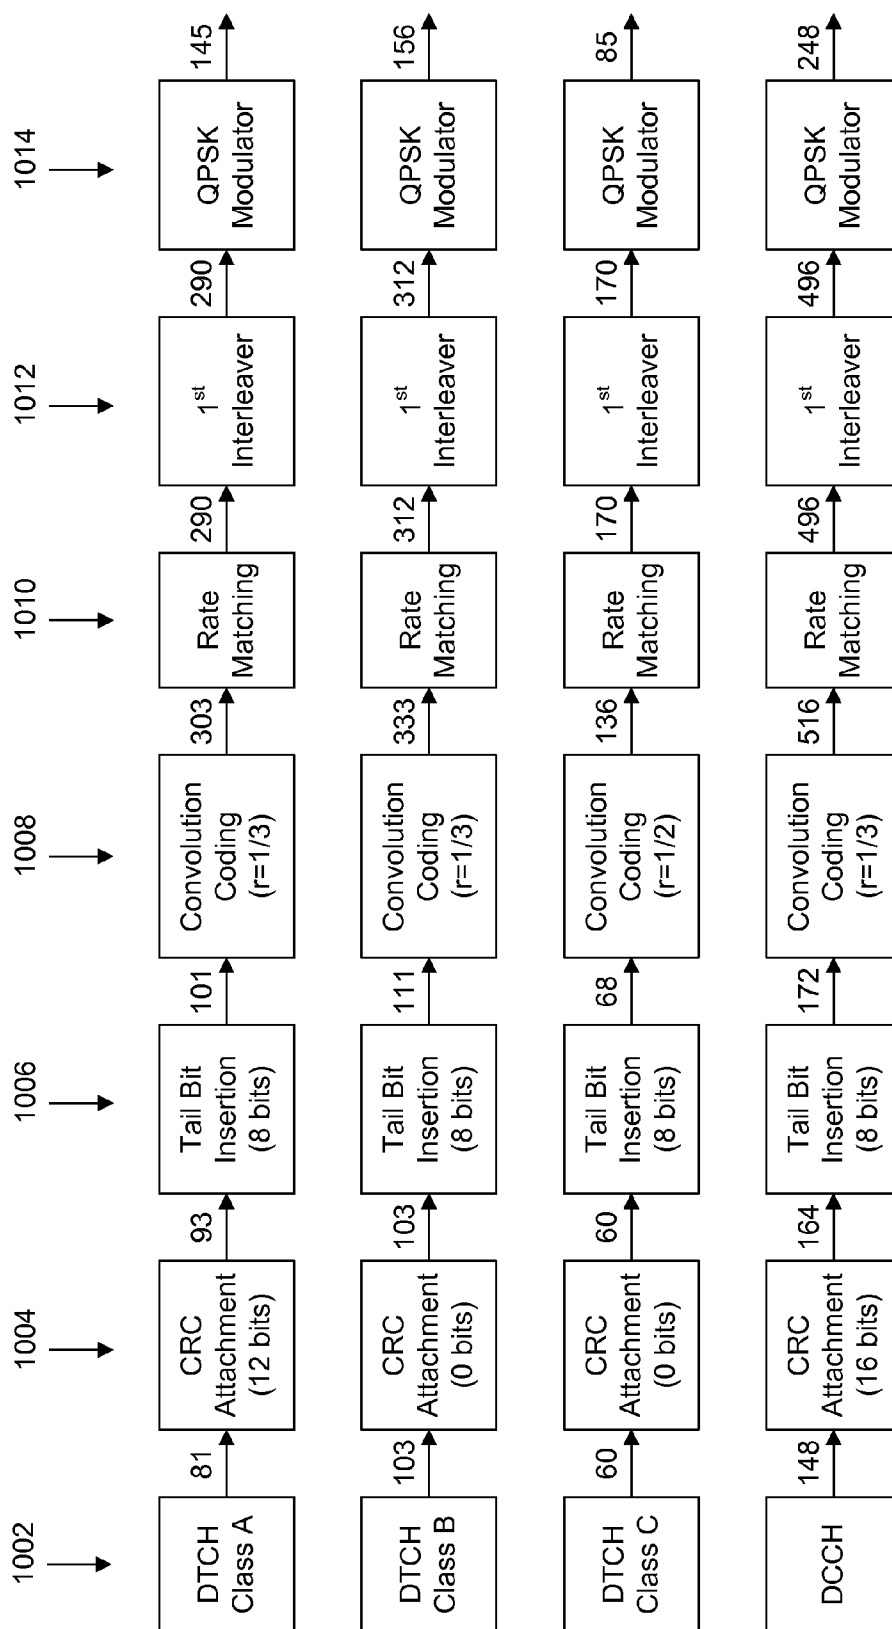 1002
1004
1006
1008
1010
1012
1014
DTCH
Class A
81
CRC
Attachment
(12 bits)
93
Tail Bit
Insertion
(8 bits)
101
Convolution
Coding
(r=1/3)
303
Rate
Matching
290
1st
Interleaver
290
QPSK
Modulator
145
DTCH
Class B
103
CRC
Attachment
(0 bits)
103
Tail Bit
Insertion
(8 bits)
111
Convolution
Coding
(r=1/3)
333
Rate
Matching
312
1st
Interleaver
312
QPSK
Modulator
156
DTCH
Class C
60
CRC
Attachment
(0 bits)
60
Tail Bit
Insertion
(8 bits)
68
Convolution
Coding
(r=1/2)
136
Rate
Matching
170
1st
Interleaver
170
QPSK
Modulator
85
DCCH
148
CRC
Attachment
(16 bits)
164
Tail Bit
Insertion
(8 bits)
172
Convolution
Coding
(r=1/3)
516
Rate
Matching
496
1st
Interleaver
496
QPSK
Modulator
248